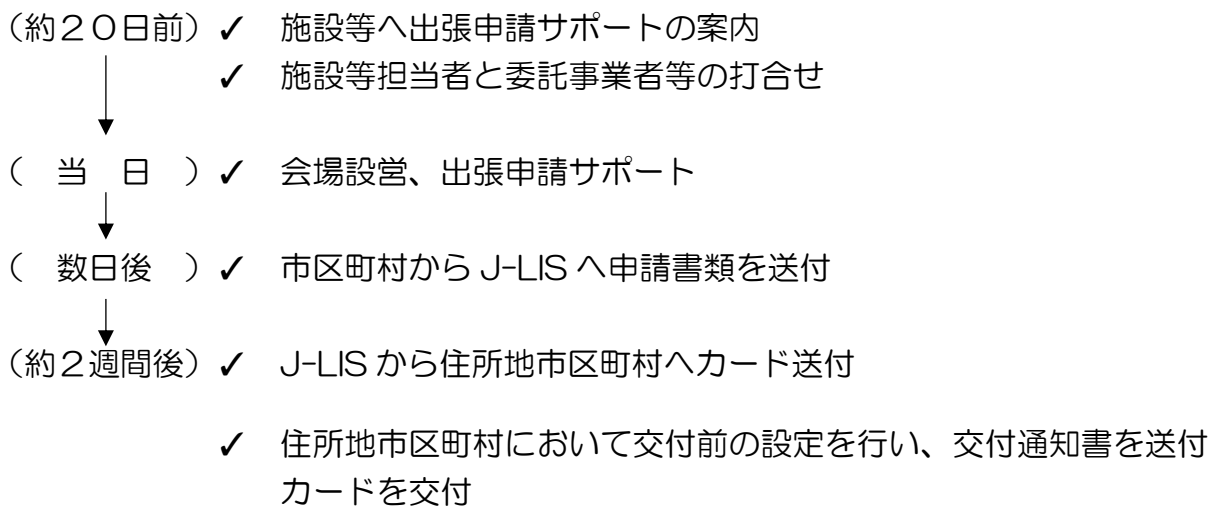 （約２０日前）✓ 施設等へ出張申請サポートの案内
✓ 施設等担当者と委託事業者等の打合せ
（ 当 日 ）✓ 会場設営、出張申請サポート
（ 数日後 ）✓ 市区町村から J-LIS へ申請書類を送付
（約２週間後）✓ J-LIS から住所地市区町村へカード送付
✓ 住所地市区町村において交付前の設定を行い、交付通知書を送付
カードを交付